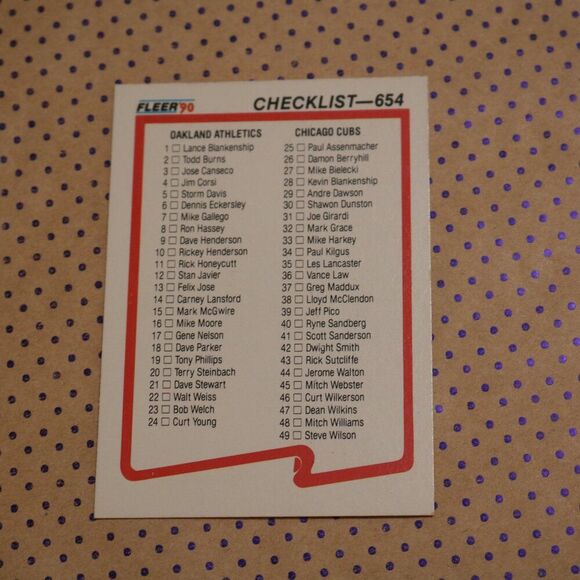 FLEER '90
CHECKLIST—654
OAKLAND ATHLETICS
1 Lance Blankenship
2 Todd Burns
3 Jose Canseco
4 Jim Corsi
5 Storm Davis
6 Dennis Eckersley
7 Mike Gallego
8 Ron Hassey
9 Dave Henderson
10 Rickey Henderson
11 Rick Honeycutt
12 Stan Javier
13 Felix Jose
14 Carney Lansford
15 Mark McGwire
16 Mike Moore
17 Gene Nelson
18 Dave Parker
19 Tony Phillips
20 Terry Steinbach
21 Dave Stewart
22 Walt Weiss
23 Bob Welch
24 Curt Young
CHICAGO CUBS
25 Paul Assenmacher
26 Damon Berryhill
27 Mike Bielecki
28 Kevin Blankenship
29 Andre Dawson
30 Shawon Dunston
31 Joe Girardi
32 Mark Grace
33 Mike Harkey
34 Paul Kilgus
35 Les Lancaster
36 Vance Law
37 Greg Maddux
38 Lloyd McClendon
39 Jeff Pico
40 Ryne Sandberg
41 Scott Sanderson
42 Dwight Smith
43 Rick Sutcliffe
44 Jerome Walton
45 Mitch Webster
46 Curt Wilkerson
47 Dean Wilkins
48 Mitch Williams
49 Steve Wilson